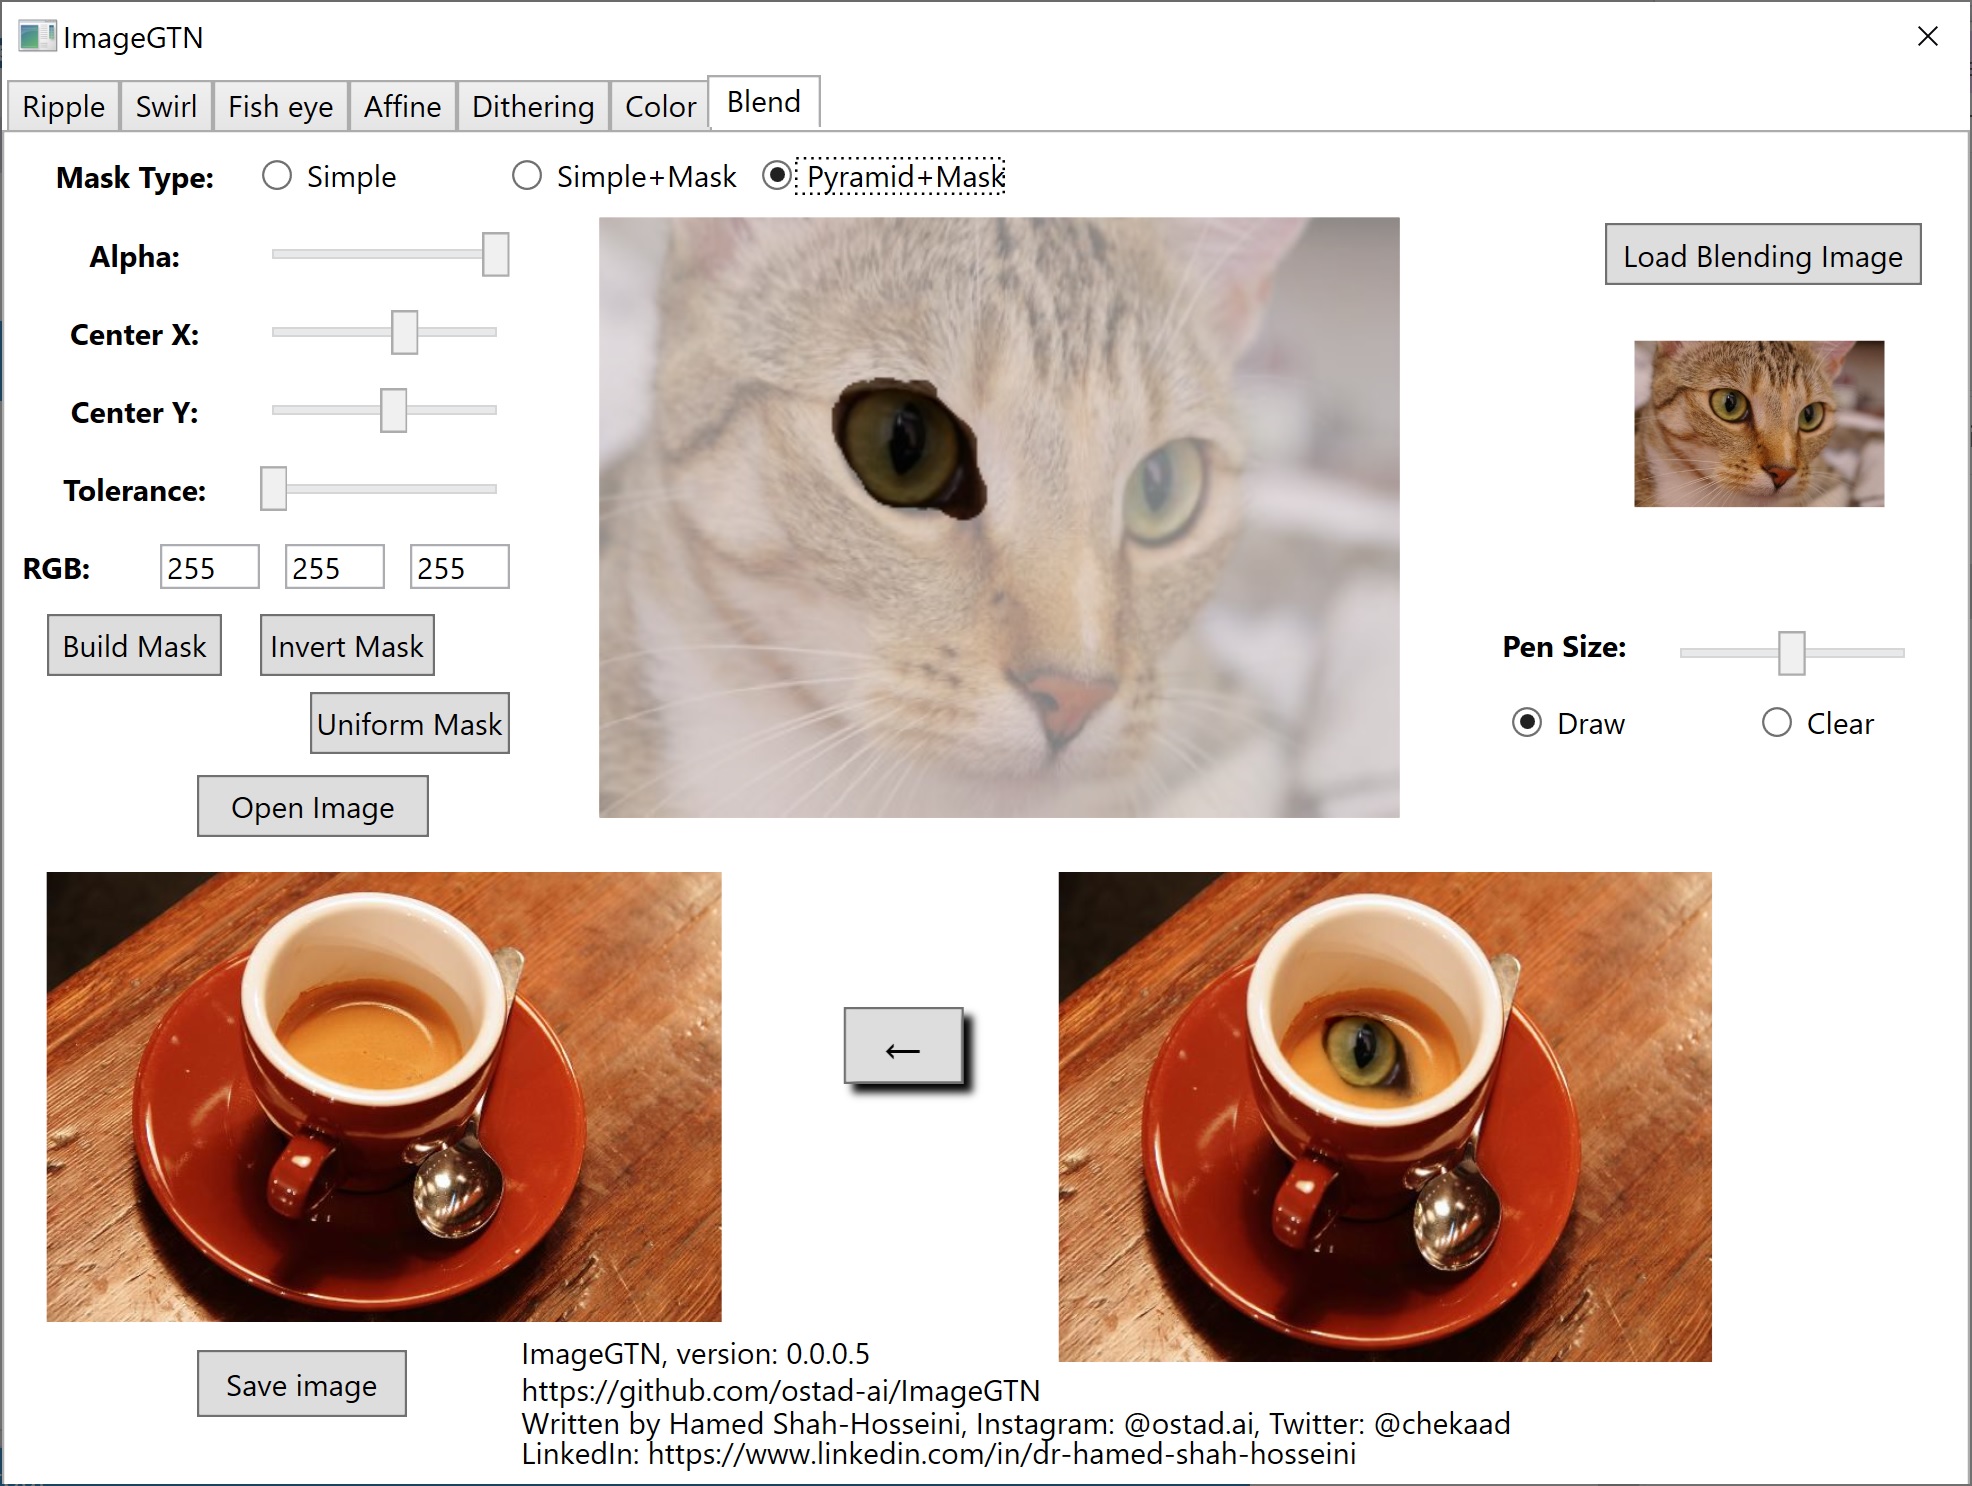 ImageGTN
Ripple Swirl Fish eye Affine Dithering Color Blend
Mask Type: Simple Simple+Mask Pyramid+Mask
Alpha:
Load Blending Image
Center X:
Center Y:
Tolerance:
RGB: 255 255 255
Build Mask Invert Mask
Pen Size:
Uniform Mask
Draw Clear
Open Image
←
Save image
ImageGTN, version: 0.0.0.5
https://github.com/ostad-ai/ImageGTN
Written by Hamed Shah-Hosseini, Instagram: @ostad.ai, Twitter: @chekaad
LinkedIn: https://www.linkedin.com/in/dr-hamed-shah-hosseini